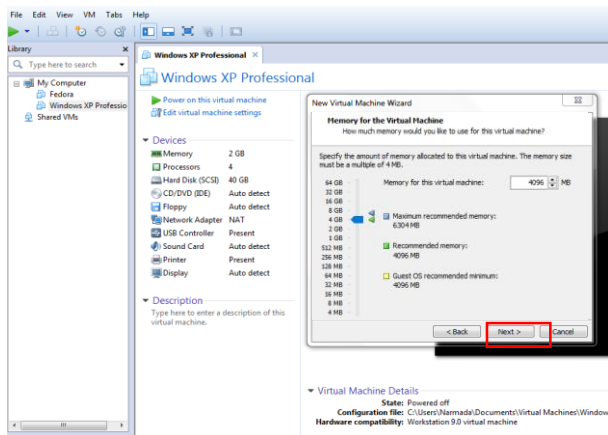 File Edit View VM Tabs Help
Library ×
Type here to search
My Computer
Fedora
Windows XP Professio
Shared VMs
Windows XP Professional ×
Windows XP Professional
Power on this virtual machine
Edit virtual machine settings
Devices
Memory 2 GB
Processors 4
Hard Disk (SCSI) 40 GB
CD/DVD (IDE) Auto detect
Floppy Auto detect
Network Adapter NAT
USB Controller Present
Sound Card Auto detect
Printer Present
Display Auto detect
Description
Type here to enter a description of this
virtual machine.
New Virtual Machine Wizard
Memory for the Virtual Machine
How much memory would you like to use for this virtual machine?
Specify the amount of memory allocated to this virtual machine. The memory size
must be a multiple of 4 MB.
64 GB
32 GB
16 GB
8 GB
4 GB
2 GB
1 GB
512 MB
256 MB
128 MB
64 MB
32 MB
16 MB
8 MB
4 MB
Memory for this virtual machine: 4096 MB
Maximum recommended memory:
6304 MB
Recommended memory:
4096 MB
Guest OS recommended minimum:
4096 MB
< Back Next > Cancel
Virtual Machine Details
State: Powered off
Configuration file: C:\Users\Narmada\Documents\Virtual Machines\Window
Hardware compatibility: Workstation 9.0 virtual machine